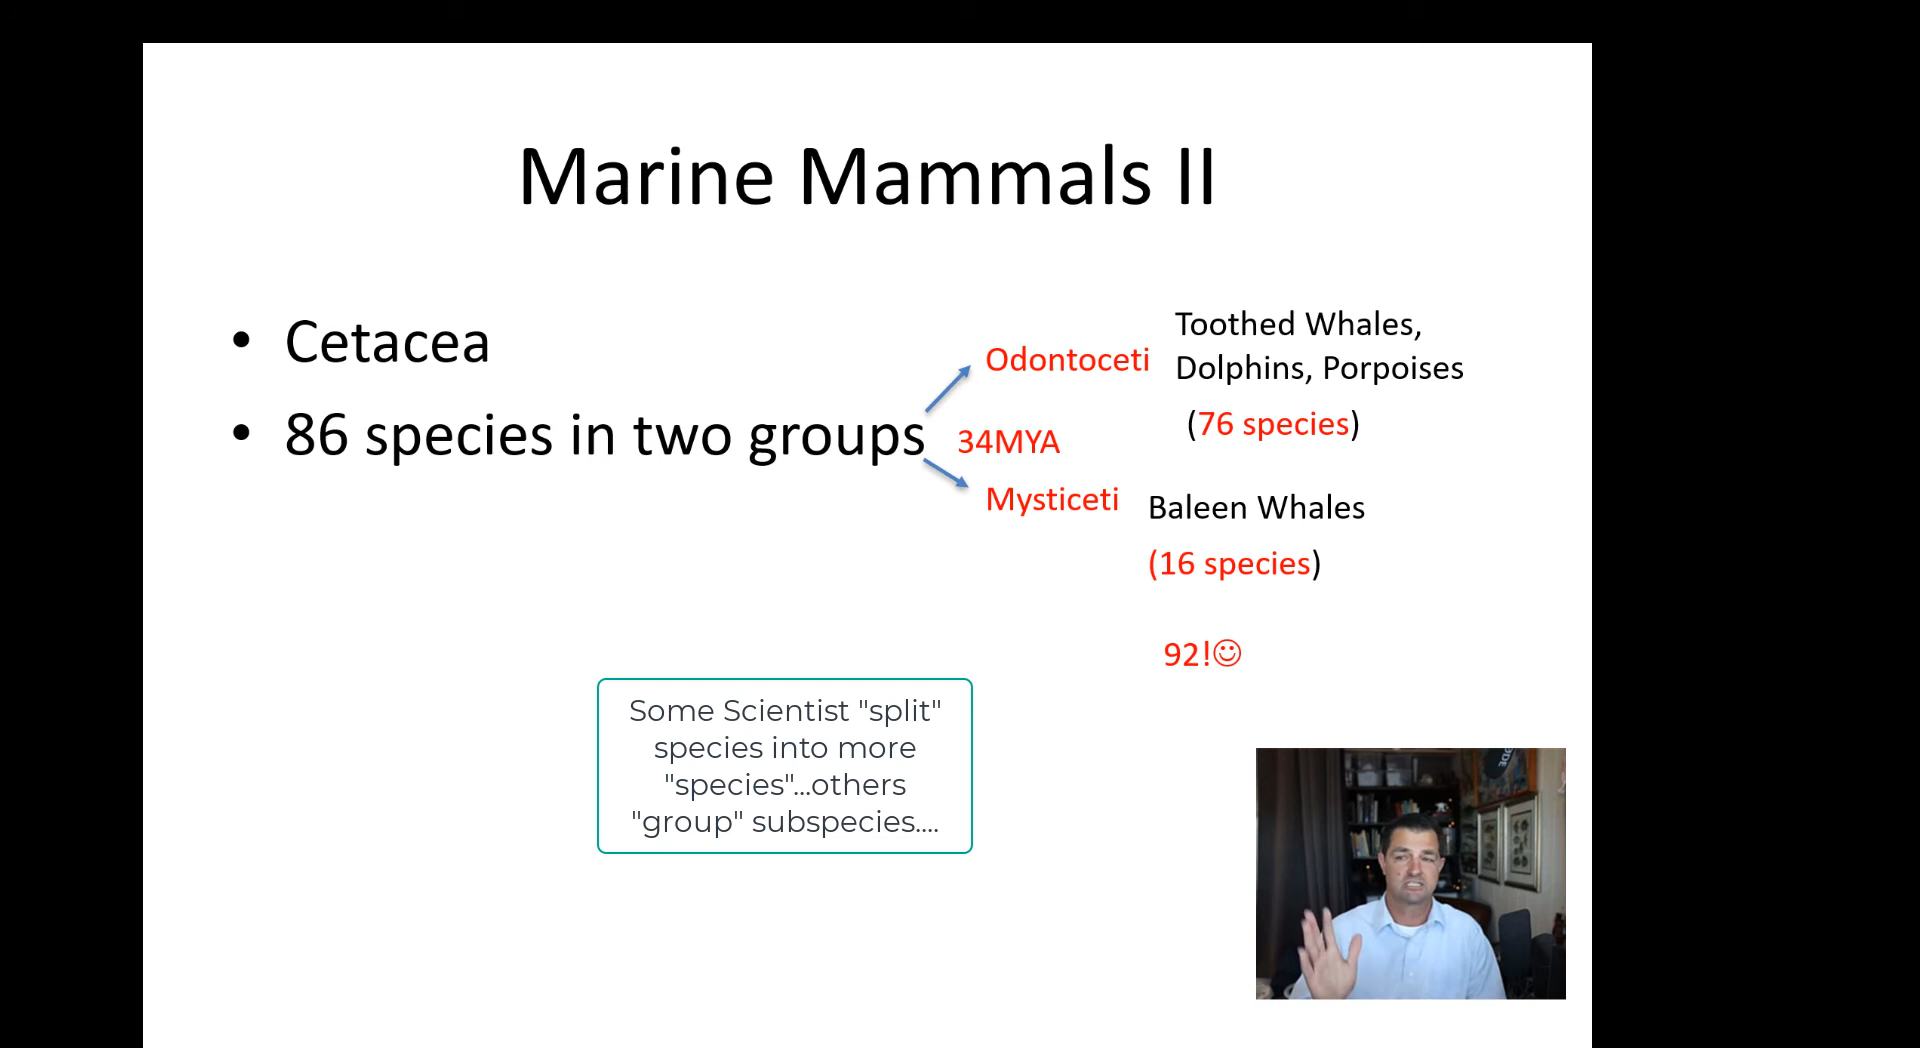 Marine Mammals II
• Cetacea
• 86 species in two groups
Odontoceti
Toothed Whales,
Dolphins, Porpoises
(76 species)
34MYA
Mysticeti
Baleen Whales
(16 species)
92!☺
Some Scientist "split"
species into more
"species"...others
"group" subspecies....